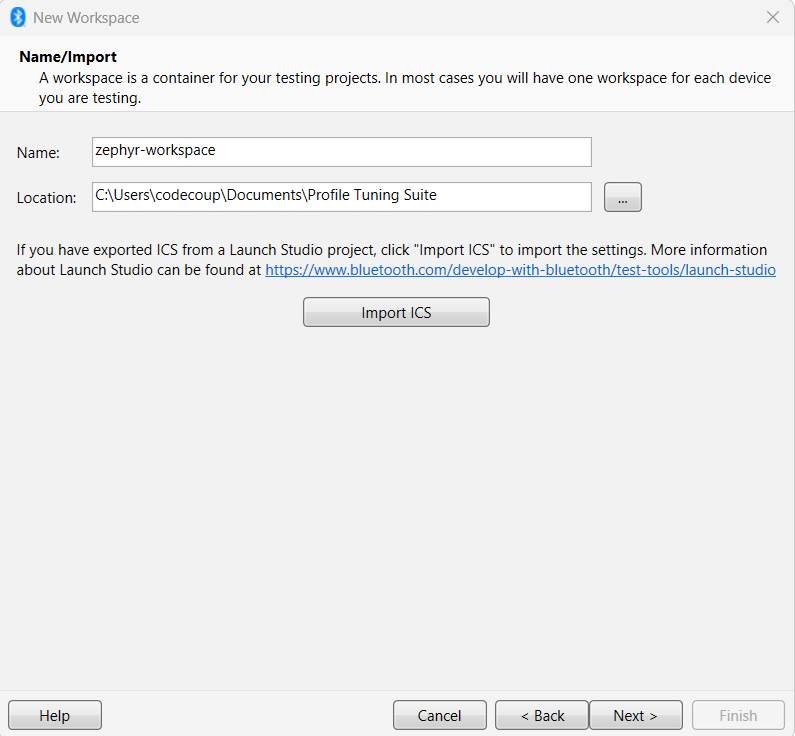 New Workspace
Name/Import
A workspace is a container for your testing projects. In most cases you will have one workspace for each device
you are testing.
Name: zephyr-workspace
Location: C:\Users\codecoup\Documents\Profile Tuning Suite ...
If you have exported ICS from a Launch Studio project, click "Import ICS" to import the settings. More information
about Launch Studio can be found at https://www.bluetooth.com/develop-with-bluetooth/test-tools/launch-studio
Import ICS
Help Cancel < Back Next > Finish